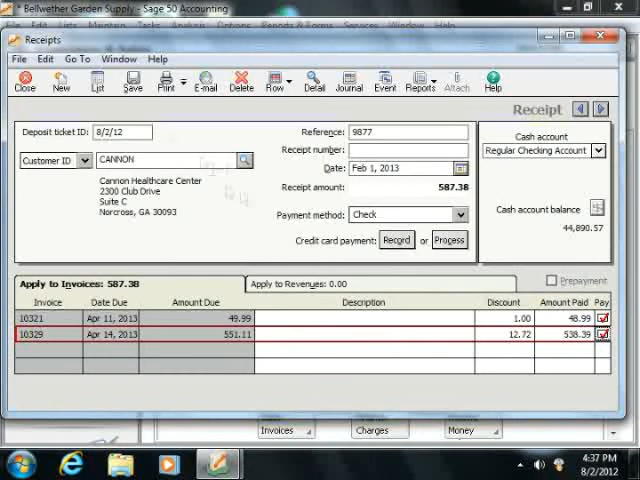 * Bellwether Garden Supply - Sage 50 Accounting
Receipts
File Edit Go To Window Help
Close New List Save Print E-mail Delete Row Detail Journal Event Reports Attach Help
Receipt
Deposit ticket ID: 8/2/12
Customer ID CANNON
Cannon Healthcare Center
2300 Club Drive
Suite C
Norcross, GA 30093
Reference: 9877
Receipt number:
Date: Feb 1, 2013
Receipt amount: 587.38
Payment method: Check
Credit card payment: Record or Process
Cash account
Regular Checking Account
Cash account balance
44,890.57
Apply to Invoices: 587.38 Apply to Revenues: 0.00 Prepayment
Invoice Date Due Amount Due Description Discount Amount Paid Pay
10321 Apr 11, 2013 49.99 1.00 48.99
10329 Apr 14, 2013 551.11 12.72 538.39
Invoices Charges Money
4:37 PM
8/2/2012